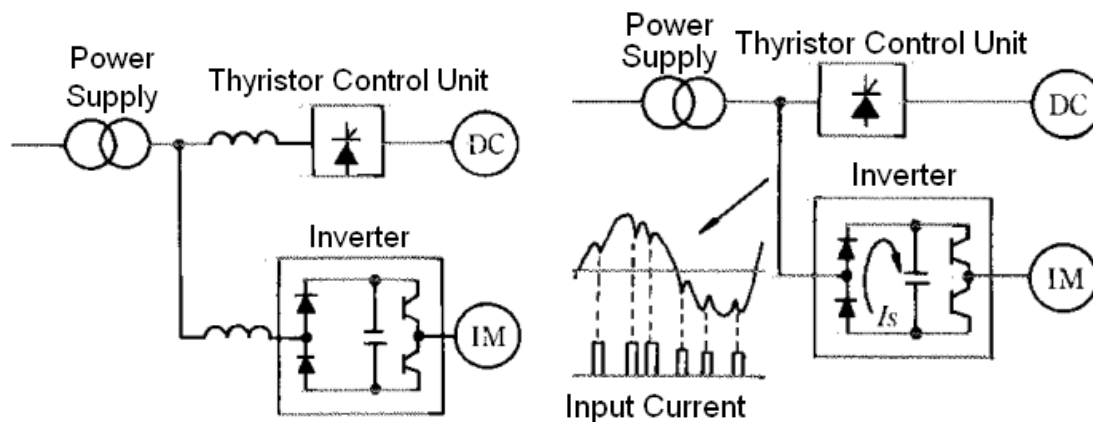 Power
Supply
Thyristor Control Unit
DC
Inverter
IM
Power
Supply
Thyristor Control Unit
DC
Inverter
Is
IM
Input Current